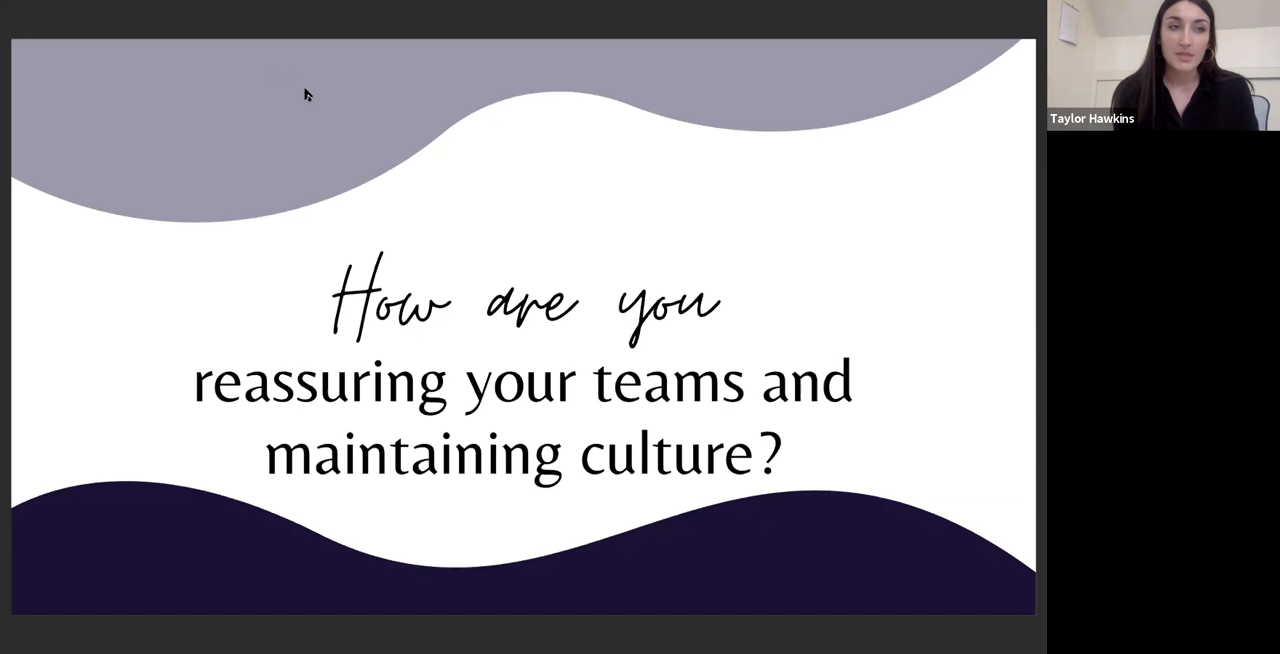 How are you
reassuring your teams and
maintaining culture?
Taylor Hawkins